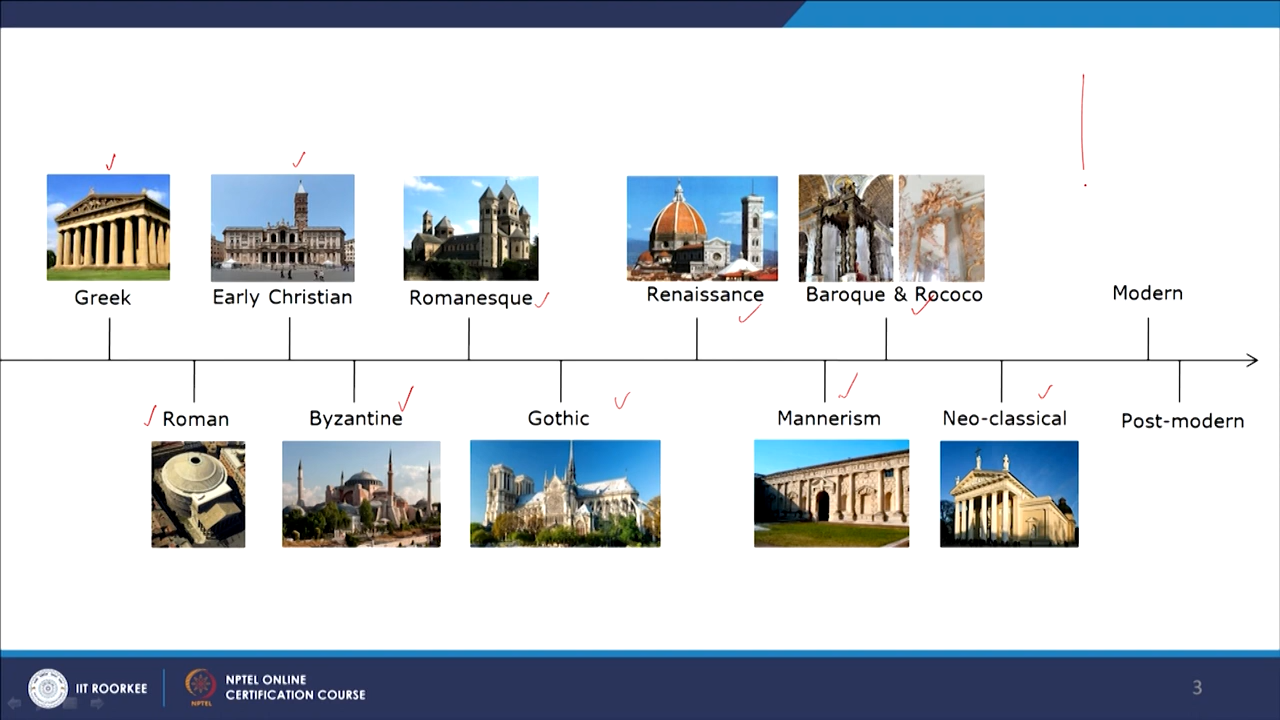 Greek
Early Christian
Romanesque
Renaissance
Baroque & Rococo
Modern
Roman
Byzantine
Gothic
Mannerism
Neo-classical
Post-modern
IIT ROORKEE
NPTEL
NPTEL ONLINE
CERTIFICATION COURSE
3